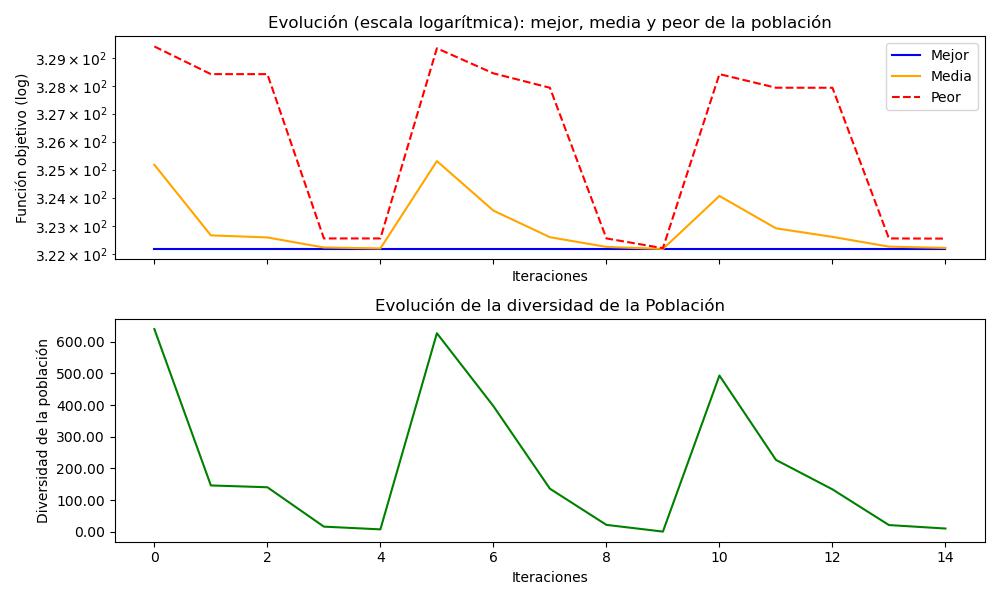 Evolución (escala logarítmica): mejor, media y peor de la población
Función objetivo (log)
3.29 × 10²
3.28 × 10²
3.27 × 10²
3.26 × 10²
3.25 × 10²
3.24 × 10²
3.23 × 10²
3.22 × 10²
Mejor
Media
Peor
Iteraciones
Evolución de la diversidad de la Población
Diversidad de la población
600.00
500.00
400.00
300.00
200.00
100.00
0.00
0 2 4 6 8 10 12 14
Iteraciones